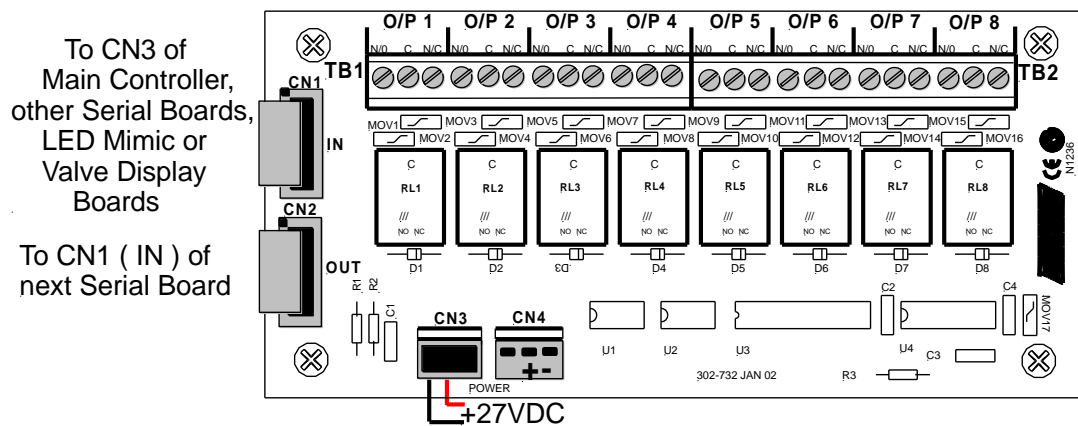 O/P 1 O/P 2 O/P 3 O/P 4 O/P 5 O/P 6 O/P 7 O/P 8
N/0 C N/C N/0 C N/C N/0 C N/C N/0 C N/C N/0 C N/C N/0 C N/C N/0 C N/C N/0 C N/C
TB1 TB2
To CN3 of
Main Controller,
other Serial Boards,
LED Mimic or
Valve Display
Boards
CN1
IN
MOV1 MOV3 MOV5 MOV7 MOV9 MOV11 MOV13 MOV15
MOV2 MOV4 MOV6 MOV8 MOV10 MOV12 MOV14 MOV16
C C C C C C C C
RL1 RL2 RL3 RL4 RL5 RL6 RL7 RL8
NO NC NO NC NO NC NO NC NO NC NO NC NO NC NO NC
D1 D2 D3 D4 D5 D6 D7 D8
CE
N1236
To CN1 ( IN ) of
next Serial Board
CN2
OUT
R1 R2 C1
CN3 CN4
+ -
POWER
+27VDC
U1 U2 U3 U4
C2 C4 MOV17
C3
R3
302-732 JAN 02